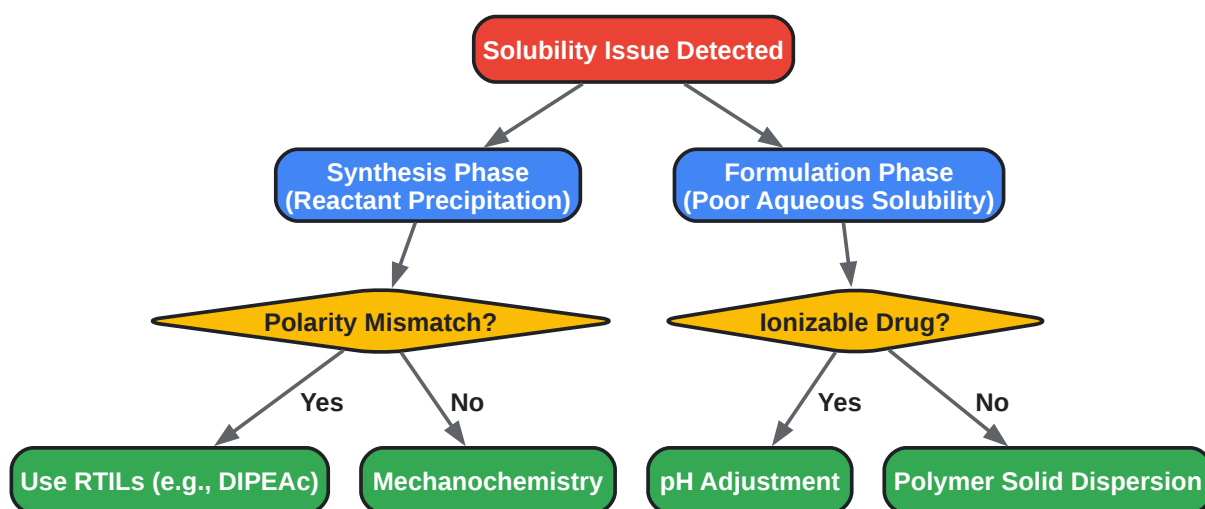 Solubility Issue Detected
Synthesis Phase
(Reactant Precipitation)
Formulation Phase
(Poor Aqueous Solubility)
Polarity Mismatch?
Ionizable Drug?
Yes
No
Yes
No
Use RTILs (e.g., DIPEAc)
Mechanochemistry
pH Adjustment
Polymer Solid Dispersion